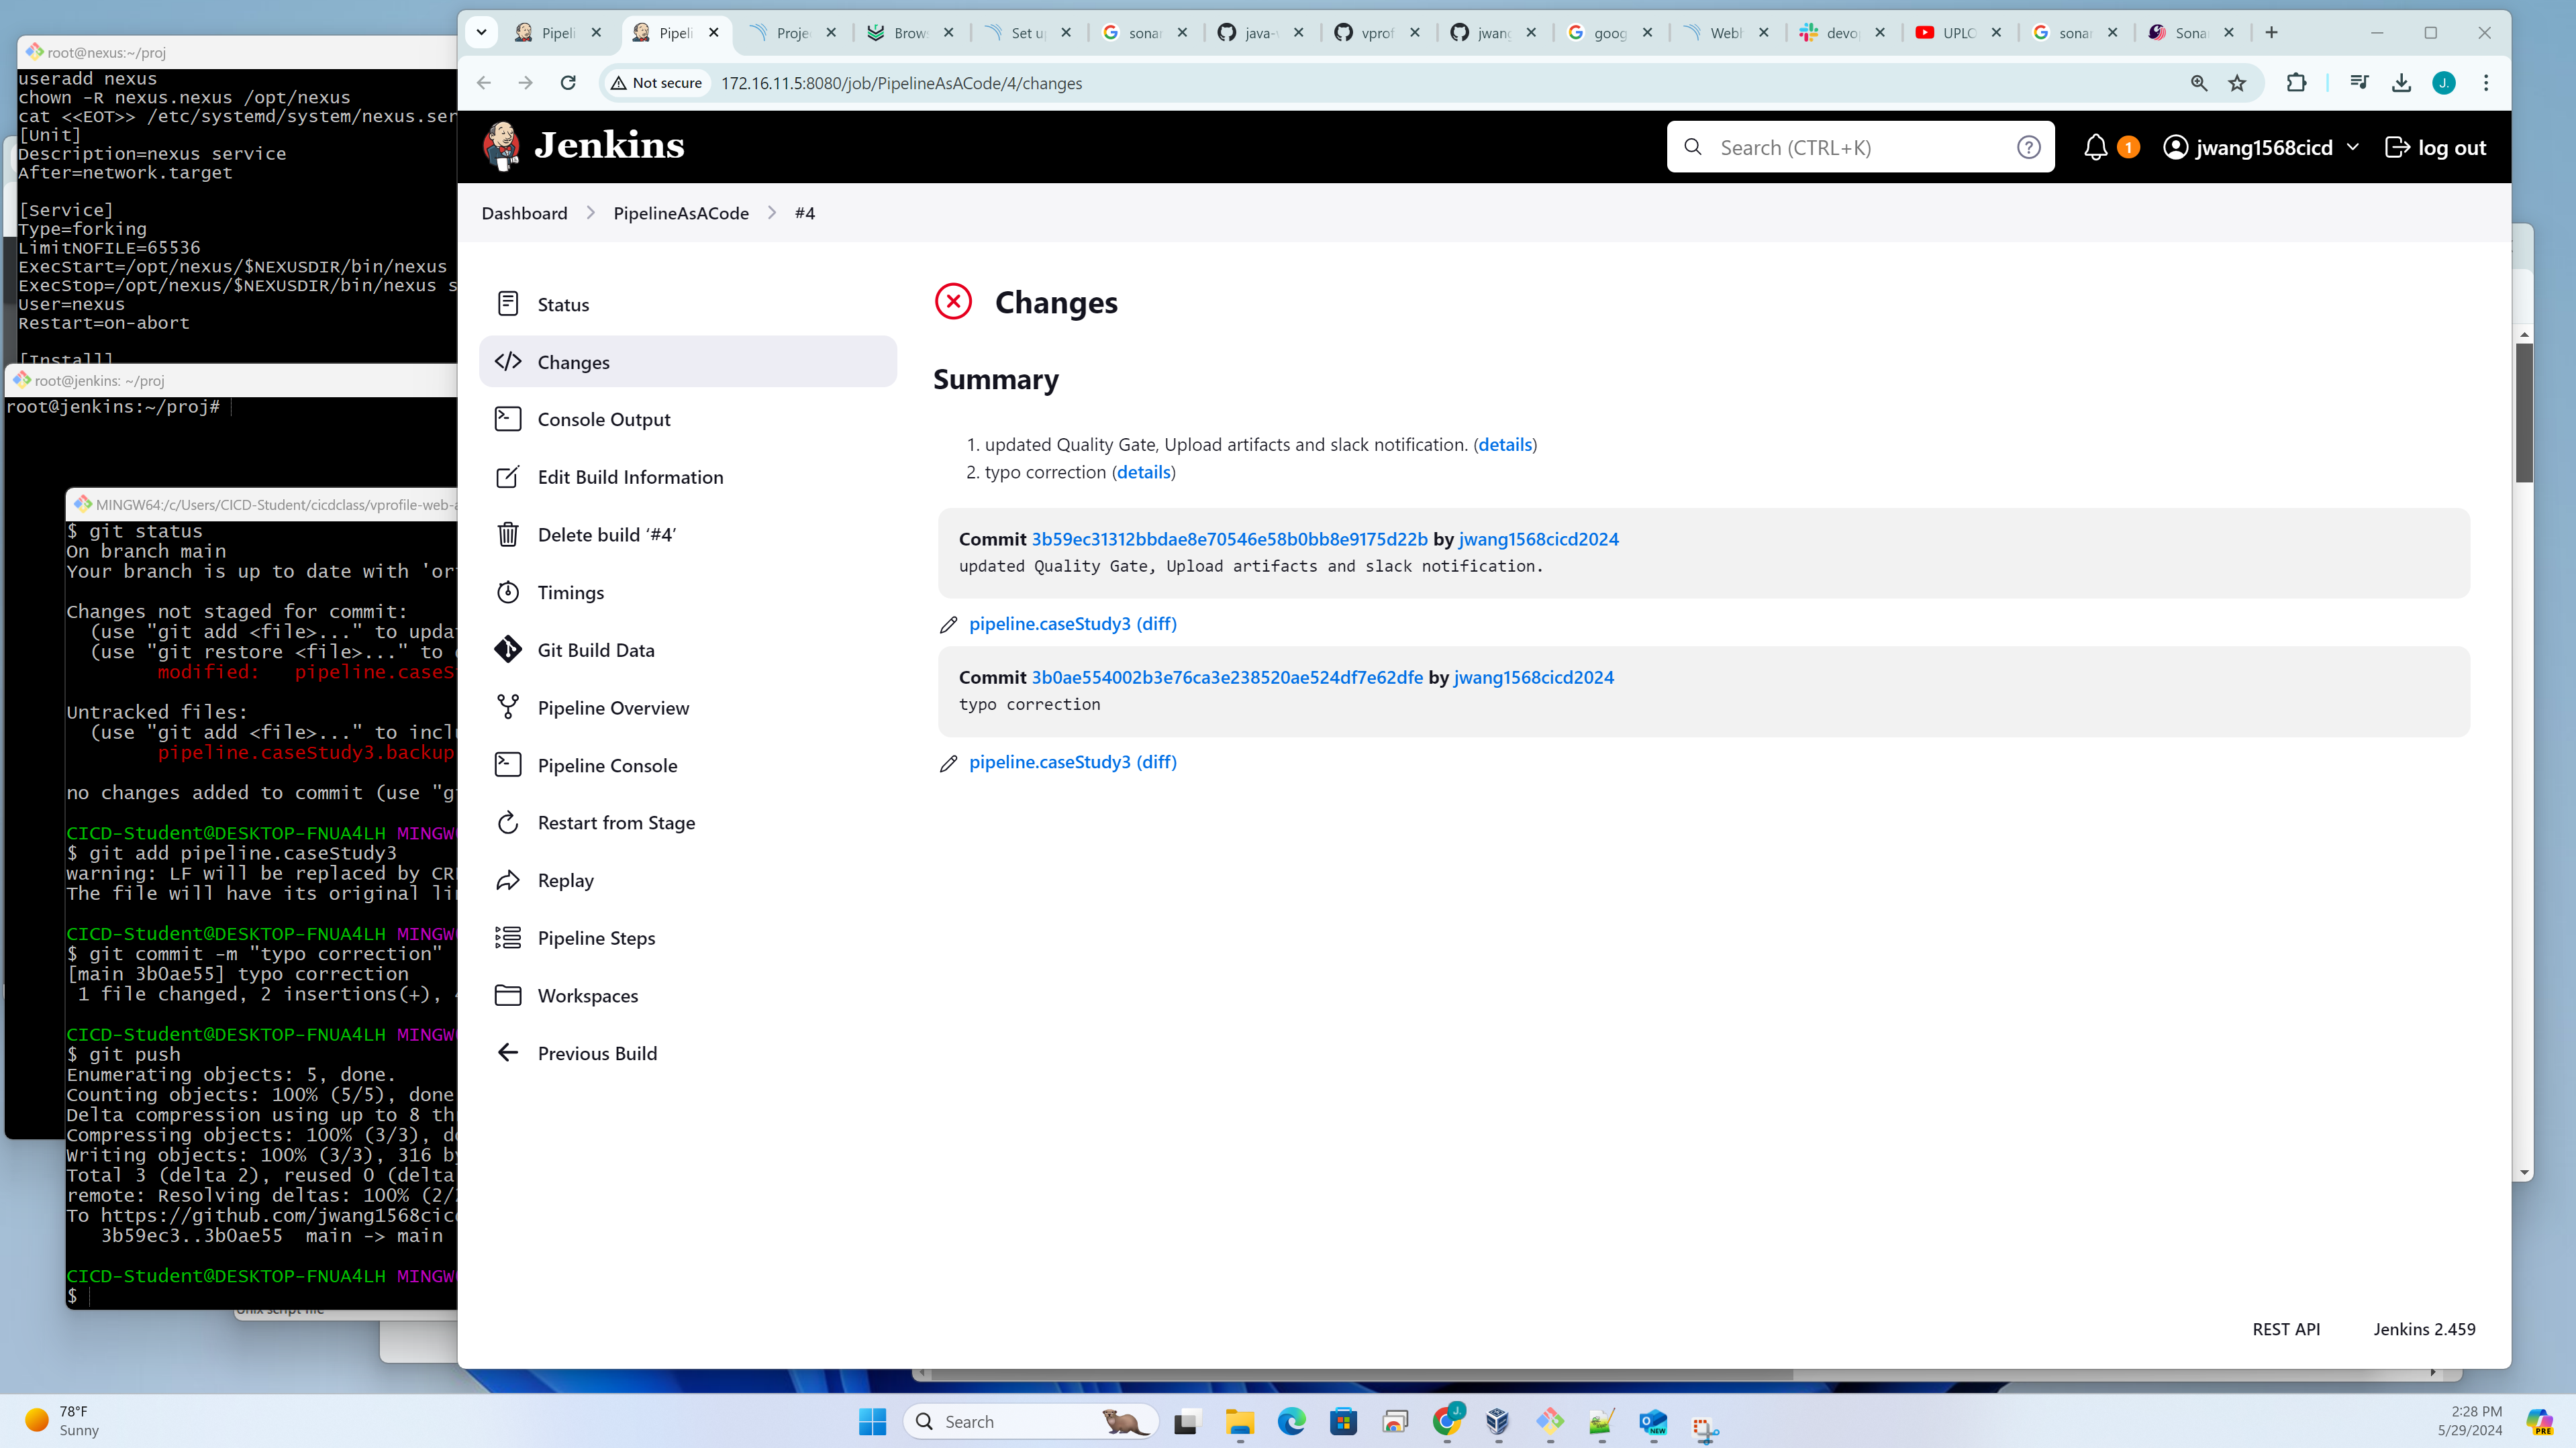 root@nexus:~/proj
useradd nexus
chown -R nexus.nexus /opt/nexus
cat <<EOT>> /etc/systemd/system/nexus.ser
[Unit]
Description=nexus service
After=network.target
[Service]
Type=forking
LimitNOFILE=65536
ExecStart=/opt/nexus/$NEXUSDIR/bin/nexus
ExecStop=/opt/nexus/$NEXUSDIR/bin/nexus s
User=nexus
Restart=on-abort
[Install]
root@jenkins: ~/proj
root@jenkins:~/proj#
MINGW64:/c/Users/CICD-Student/cicdclass/vprofile-web-a
$ git status
On branch main
Your branch is up to date with 'or
Changes not staged for commit:
(use "git add <file>..." to upda
(use "git restore <file>..." to
modified: pipeline.caseS
Untracked files:
(use "git add <file>..." to incl
pipeline.caseStudy3.backup
no changes added to commit (use "g
CICD-Student@DESKTOP-FNUA4LH MINGW
$ git add pipeline.caseStudy3
warning: LF will be replaced by CR
The file will have its original li
CICD-Student@DESKTOP-FNUA4LH MINGW
$ git commit -m "typo correction"
[main 3b0ae55] typo correction
1 file changed, 2 insertions(+),
CICD-Student@DESKTOP-FNUA4LH MINGW
$ git push
Enumerating objects: 5, done.
Counting objects: 100% (5/5), done
Delta compression using up to 8 th
Compressing objects: 100% (3/3), d
Writing objects: 100% (3/3), 316 by
Total 3 (delta 2), reused 0 (delta
remote: Resolving deltas: 100% (2/
To https://github.com/jwang1568cic
3b59ec3..3b0ae55 main -> main
CICD-Student@DESKTOP-FNUA4LH MINGW
$
Unix script file
Pipeli Pipeli Proje Brow Set u sonar java- vprof jwang goog Webh devo UPLO sonar Sona
Not secure 172.16.11.5:8080/job/PipelineAsACode/4/changes J.
Jenkins Search (CTRL+K) ? 1 jwang1568cicd log out
Dashboard PipelineAsACode #4
Status
Changes
Console Output
Edit Build Information
Delete build ‘#4’
Timings
Git Build Data
Pipeline Overview
Pipeline Console
Restart from Stage
Replay
Pipeline Steps
Workspaces
Previous Build
Changes
Summary
1. updated Quality Gate, Upload artifacts and slack notification. (details)
2. typo correction (details)
Commit 3b59ec31312bbdae8e70546e58b0bb8e9175d22b by jwang1568cicd2024
updated Quality Gate, Upload artifacts and slack notification.
pipeline.caseStudy3 (diff)
Commit 3b0ae554002b3e76ca3e238520ae524df7e62dfe by jwang1568cicd2024
typo correction
pipeline.caseStudy3 (diff)
REST API Jenkins 2.459
78°F
Sunny
Search
J.
NEW
2:28 PM
5/29/2024
PRE